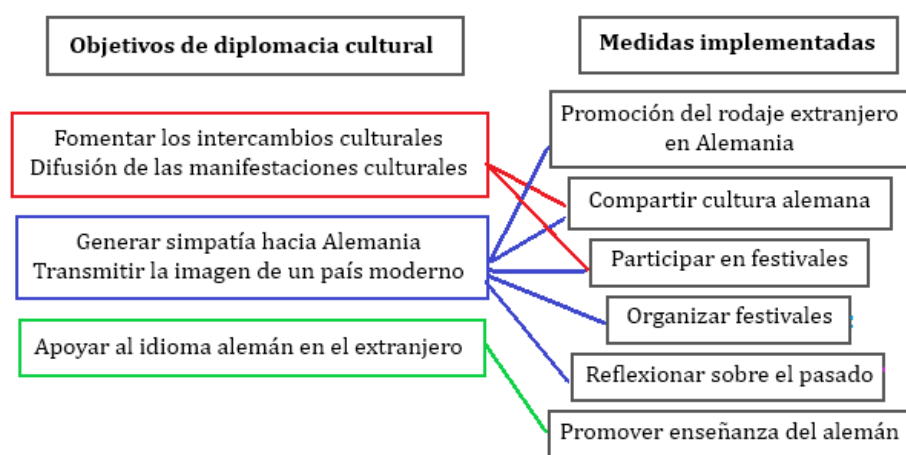 Objetivos de diplomacia cultural
Medidas implementadas
Fomentar los intercambios culturales
Difusión de las manifestaciones culturales
Generar simpatía hacia Alemania
Transmitir la imagen de un país moderno
Apoyar al idioma alemán en el extranjero
Promoción del rodaje extranjero
en Alemania
Compartir cultura alemana
Participar en festivales
Organizar festivales
Reflexionar sobre el pasado
Promover enseñanza del alemán